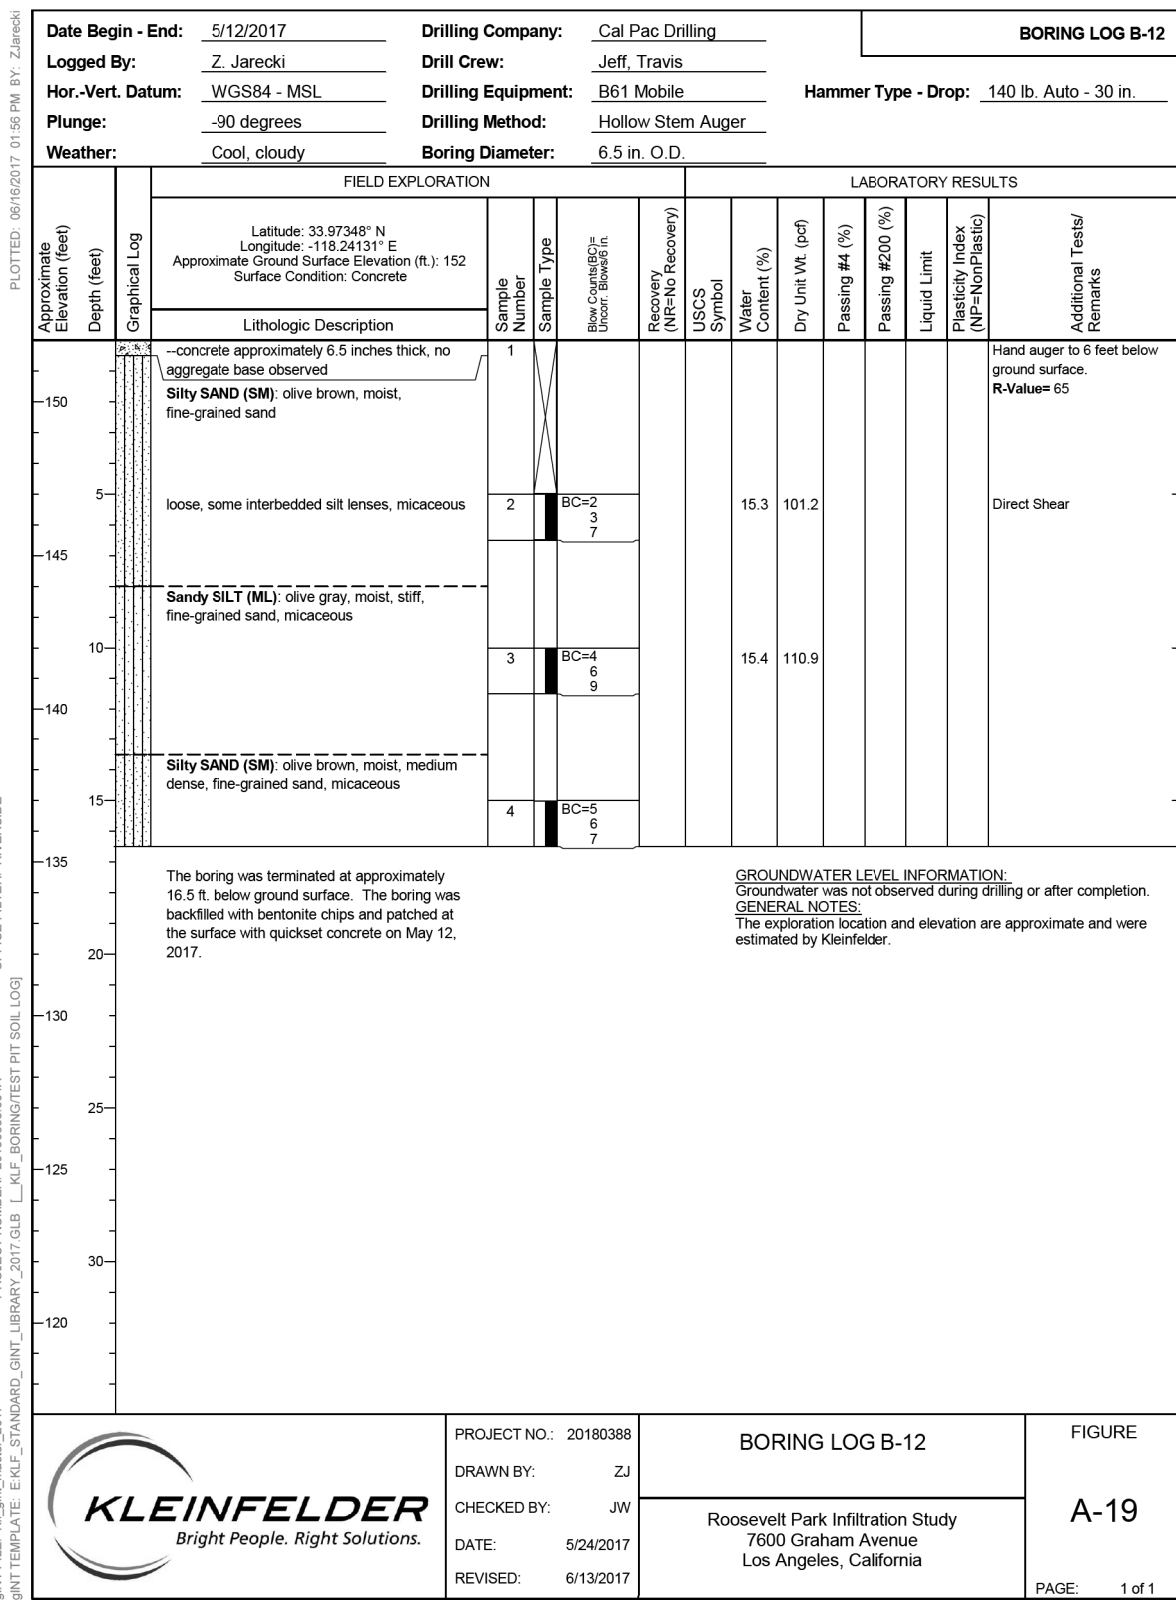 PLOTTED: 06/16/2017 01:56 PM BY: ZJarecki
Date Begin - End: 5/12/2017
Drilling Company: Cal Pac Drilling
BORING LOG B-12
Logged By: Z. Jarecki
Drill Crew: Jeff, Travis
Hor.-Vert. Datum: WGS84 - MSL
Drilling Equipment: B61 Mobile
Hammer Type - Drop: 140 lb. Auto - 30 in.
Plunge: -90 degrees
Drilling Method: Hollow Stem Auger
Weather: Cool, cloudy
Boring Diameter: 6.5 in. O.D.
FIELD EXPLORATION
LABORATORY RESULTS
Approximate
Elevation (feet)
Depth (feet)
Graphical Log
Latitude: 33.97348° N
Longitude: -118.24131° E
Approximate Ground Surface Elevation (ft.): 152
Surface Condition: Concrete
Lithologic Description
Sample
Number
Sample Type
Blow Counts(BC)=
Uncorr. Blows/6 in.
Recovery
(NR=No Recovery)
USCS
Symbol
Water
Content (%)
Dry Unit Wt. (pcf)
Passing #4 (%)
Passing #200 (%)
Liquid Limit
Plasticity Index
(NP=NonPlastic)
Additional Tests/
Remarks
--concrete approximately 6.5 inches thick, no
aggregate base observed
1
Hand auger to 6 feet below
ground surface.
R-Value= 65
150
Silty SAND (SM): olive brown, moist,
fine-grained sand
5
loose, some interbedded silt lenses, micaceous
2
BC=2
3
7
15.3
101.2
Direct Shear
145
Sandy SILT (ML): olive gray, moist, stiff,
fine-grained sand, micaceous
10
3
BC=4
6
9
15.4
110.9
140
Silty SAND (SM): olive brown, moist, medium
dense, fine-grained sand, micaceous
15
4
BC=5
6
7
135
The boring was terminated at approximately
16.5 ft. below ground surface. The boring was
backfilled with bentonite chips and patched at
the surface with quickset concrete on May 12,
2017.
GROUNDWATER LEVEL INFORMATION:
Groundwater was not observed during drilling or after completion.
GENERAL NOTES:
The exploration location and elevation are approximate and were
estimated by Kleinfelder.
20
130
25
125
30
120
gINT TEMPLATE: E:KLF_STANDARD_GINT_LIBRARY_2017.GLB [__KLF_BORING/TEST PIT SOIL LOG]
KLEINFELDER
Bright People. Right Solutions.
PROJECT NO.: 20180388
DRAWN BY: ZJ
CHECKED BY: JW
DATE: 5/24/2017
REVISED: 6/13/2017
BORING LOG B-12
Roosevelt Park Infiltration Study
7600 Graham Avenue
Los Angeles, California
FIGURE
A-19
PAGE: 1 of 1